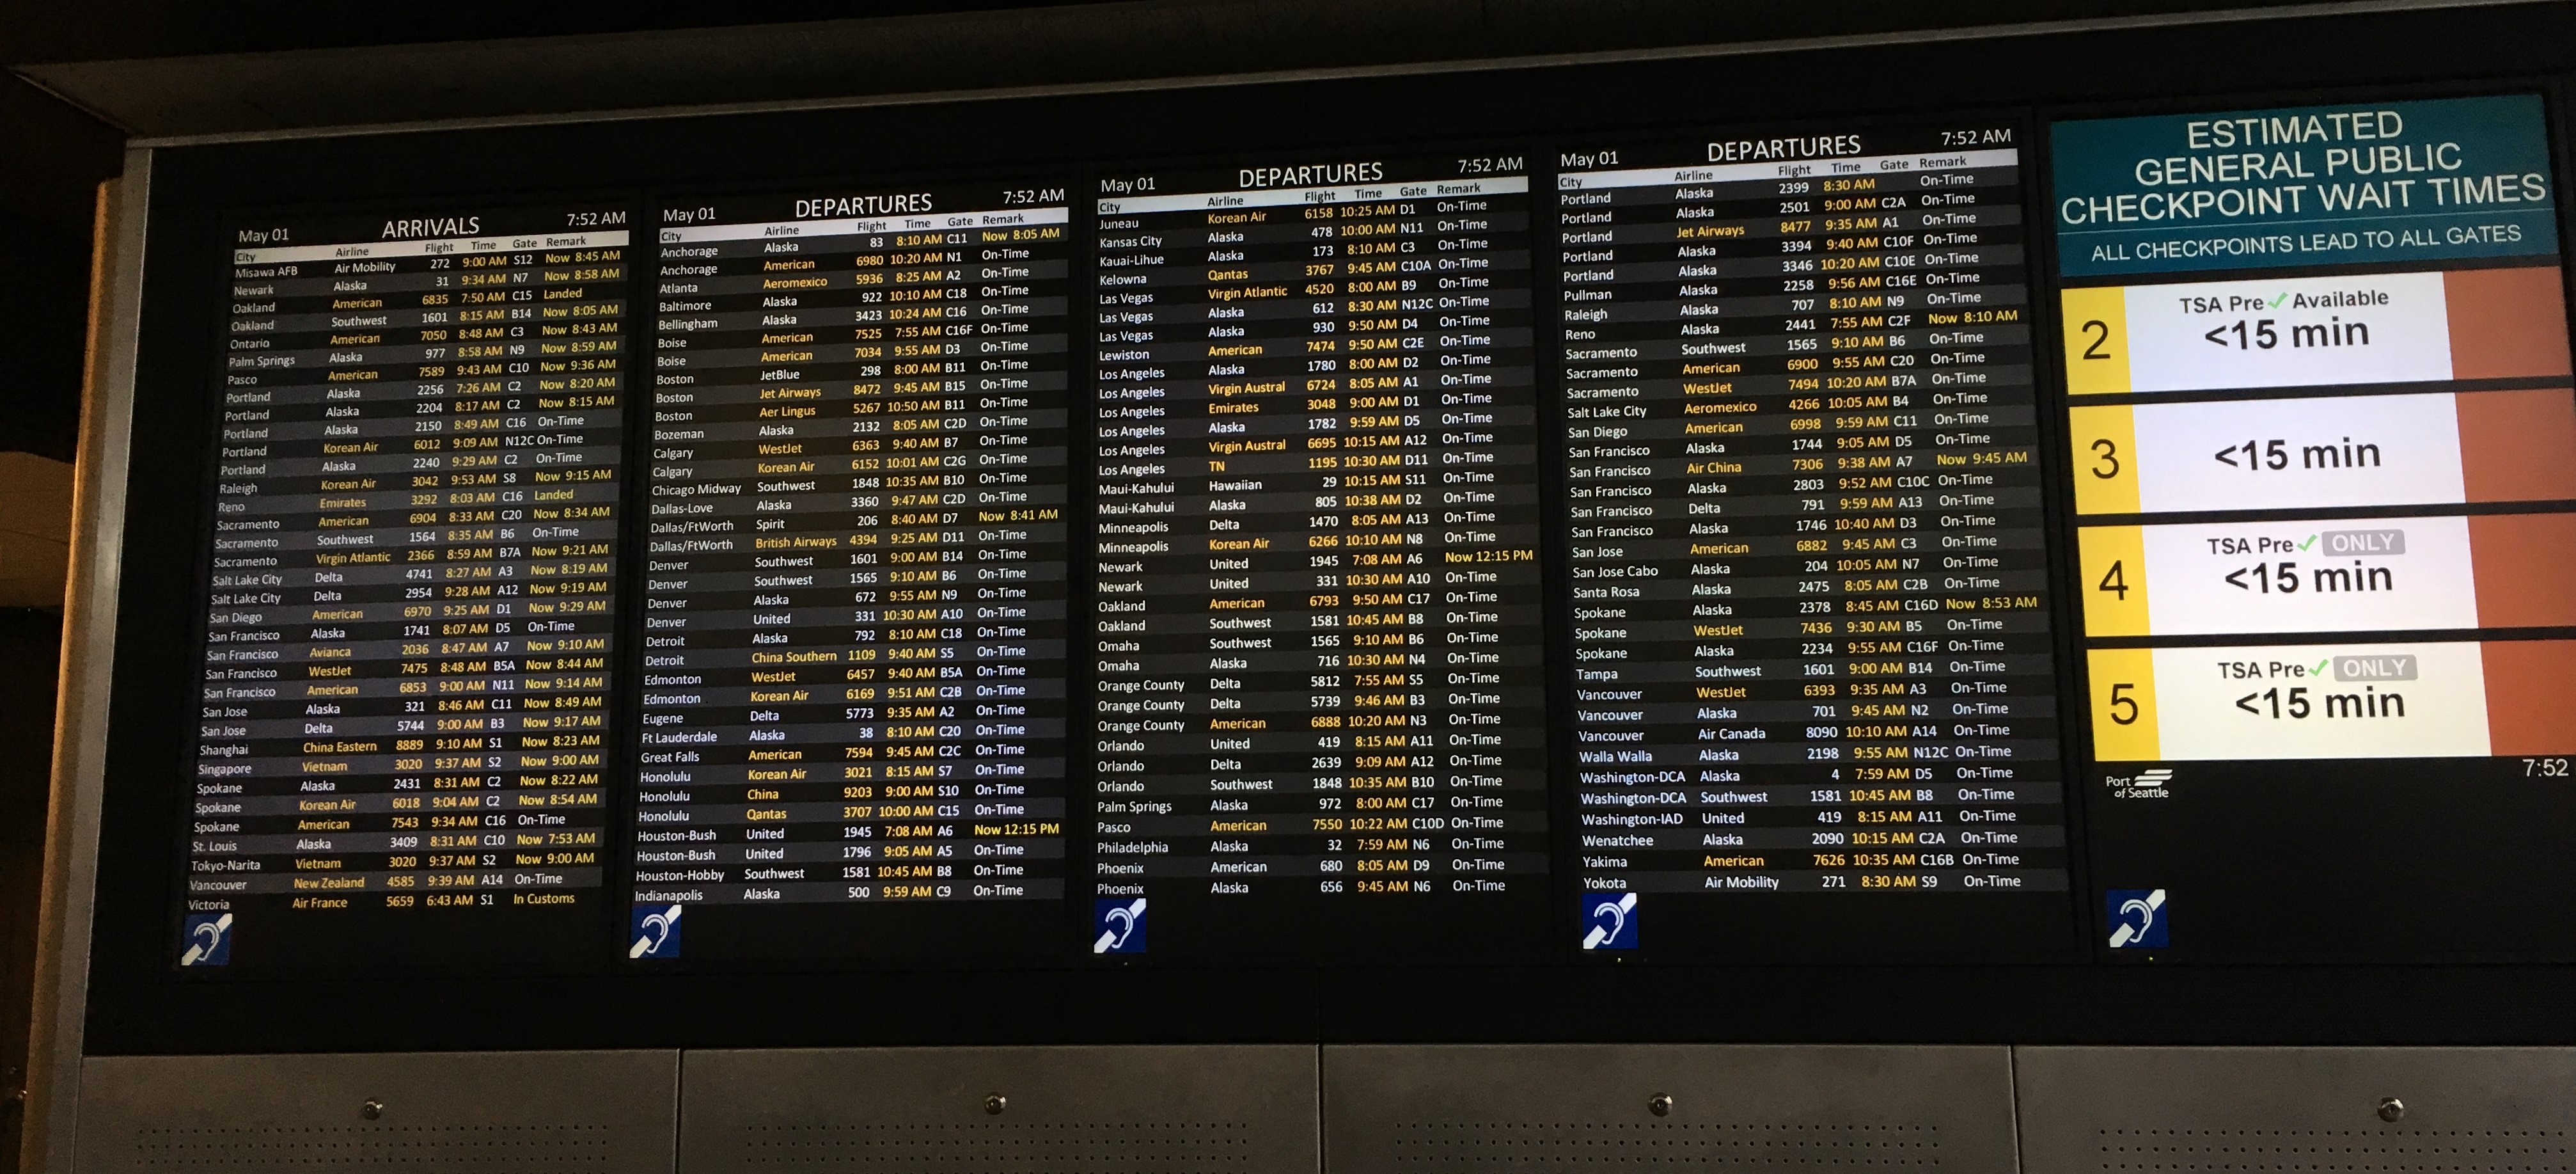 May 01 ARRIVALS 7:52 AM
City Airline Flight Time Gate Remark
Misawa AFB Air Mobility 272 9:00 AM S12 Now 8:45 AM
Newark Alaska 31 9:34 AM N7 Now 8:58 AM
Oakland American 6835 7:50 AM C15 Landed
Oakland Southwest 1601 8:15 AM B14 Now 8:05 AM
Ontario American 7050 8:48 AM C3 Now 8:43 AM
Palm Springs Alaska 977 8:58 AM N9 Now 8:59 AM
Pasco American 7589 9:43 AM C10 Now 9:36 AM
Portland Alaska 2256 7:26 AM C2 Now 8:20 AM
Portland Alaska 2204 8:17 AM C2 Now 8:15 AM
Portland Alaska 2150 8:49 AM C16 On-Time
Portland Korean Air 6012 9:09 AM N12C On-Time
Portland Alaska 2240 9:29 AM C2 On-Time
Raleigh Korean Air 3042 9:53 AM S8 Now 9:15 AM
Reno Emirates 3292 8:03 AM C16 Landed
Sacramento American 6904 8:33 AM C20 Now 8:34 AM
Sacramento Southwest 1564 8:35 AM B6 On-Time
Sacramento Virgin Atlantic 2366 8:59 AM B7A Now 9:21 AM
Salt Lake City Delta 4741 8:27 AM A3 Now 8:19 AM
Salt Lake City Delta 2954 9:28 AM A12 Now 9:19 AM
San Diego American 6970 9:25 AM D1 Now 9:29 AM
San Francisco Alaska 1741 8:07 AM D5 On-Time
San Francisco Avianca 2036 8:47 AM A7 Now 9:10 AM
San Francisco WestJet 7475 8:48 AM B5A Now 8:44 AM
San Francisco American 6853 9:00 AM N11 Now 9:14 AM
San Jose Alaska 321 8:46 AM C11 Now 8:49 AM
San Jose Delta 5744 9:00 AM B3 Now 9:17 AM
Shanghai China Eastern 8889 9:10 AM S1 Now 8:23 AM
Singapore Vietnam 3020 9:37 AM S2 Now 9:00 AM
Spokane Alaska 2431 8:31 AM C2 Now 8:22 AM
Spokane Korean Air 6018 9:04 AM C2 Now 8:54 AM
Spokane American 7543 9:34 AM C16 On-Time
St. Louis Alaska 3409 8:31 AM C10 Now 7:53 AM
Tokyo-Narita Vietnam 3020 9:37 AM S2 Now 9:00 AM
Vancouver New Zealand 4585 9:39 AM A14 On-Time
Victoria Air France 5659 6:43 AM S1 In Customs
May 01 DEPARTURES 7:52 AM
City Airline Flight Time Gate Remark
Anchorage Alaska 83 8:10 AM C11 Now 8:05 AM
Anchorage American 6980 10:20 AM N1 On-Time
Atlanta Aeromexico 5936 8:25 AM A2 On-Time
Baltimore Alaska 922 10:10 AM C18 On-Time
Bellingham Alaska 3423 10:24 AM C16 On-Time
Boise American 7525 7:55 AM C16F On-Time
Boise American 7034 9:55 AM D3 On-Time
Boston JetBlue 298 8:00 AM B11 On-Time
Boston Jet Airways 8472 9:45 AM B15 On-Time
Boston Aer Lingus 5267 10:50 AM B11 On-Time
Bozeman Alaska 2132 8:05 AM C2D On-Time
Calgary WestJet 6363 9:40 AM B7 On-Time
Calgary Korean Air 6152 10:01 AM C2G On-Time
Chicago Midway Southwest 1848 10:35 AM B10 On-Time
Dallas-Love Alaska 3360 9:47 AM C2D On-Time
Dallas/FtWorth Spirit 206 8:40 AM D7 Now 8:41 AM
Dallas/FtWorth British Airways 4394 9:25 AM D11 On-Time
Denver Southwest 1601 9:00 AM B14 On-Time
Denver Southwest 1565 9:10 AM B6 On-Time
Denver Alaska 672 9:55 AM N9 On-Time
Denver United 331 10:30 AM A10 On-Time
Detroit Alaska 792 8:10 AM C18 On-Time
Detroit China Southern 1109 9:40 AM S5 On-Time
Edmonton WestJet 6457 9:40 AM B5A On-Time
Edmonton Korean Air 6169 9:51 AM C2B On-Time
Eugene Delta 5773 9:35 AM A2 On-Time
Ft Lauderdale Alaska 38 8:10 AM C20 On-Time
Great Falls American 7594 9:45 AM C2C On-Time
Honolulu Korean Air 3021 8:15 AM S7 On-Time
Honolulu China 9203 9:00 AM S10 On-Time
Honolulu Qantas 3707 10:00 AM C15 On-Time
Houston-Bush United 1945 7:08 AM A6 Now 12:15 PM
Houston-Bush United 1796 9:05 AM A5 On-Time
Houston-Hobby Southwest 1581 10:45 AM B8 On-Time
Indianapolis Alaska 500 9:59 AM C9 On-Time
May 01 DEPARTURES 7:52 AM
City Airline Flight Time Gate Remark
Juneau Korean Air 6158 10:25 AM D1 On-Time
Kansas City Alaska 478 10:00 AM N11 On-Time
Kauai-Lihue Alaska 173 8:10 AM C3 On-Time
Kelowna Qantas 3767 9:45 AM C10A On-Time
Las Vegas Virgin Atlantic 4520 8:00 AM B9 On-Time
Las Vegas Alaska 612 8:30 AM N12C On-Time
Las Vegas Alaska 930 9:50 AM D4 On-Time
Lewiston American 7474 9:50 AM C2E On-Time
Los Angeles Alaska 1780 8:00 AM D2 On-Time
Los Angeles Virgin Austral 6724 8:05 AM A1 On-Time
Los Angeles Emirates 3048 9:00 AM D1 On-Time
Los Angeles Alaska 1782 9:59 AM D5 On-Time
Los Angeles Virgin Austral 6695 10:15 AM A12 On-Time
Los Angeles TN 1195 10:30 AM D11 On-Time
Maui-Kahului Hawaiian 29 10:15 AM S11 On-Time
Maui-Kahului Alaska 805 10:38 AM D2 On-Time
Minneapolis Delta 1470 8:05 AM A13 On-Time
Minneapolis Korean Air 6266 10:10 AM N8 On-Time
Newark United 1945 7:08 AM A6 Now 12:15 PM
Newark United 331 10:30 AM A10 On-Time
Oakland American 6793 9:50 AM C17 On-Time
Oakland Southwest 1581 10:45 AM B8 On-Time
Omaha Southwest 1565 9:10 AM B6 On-Time
Omaha Alaska 716 10:30 AM N4 On-Time
Orange County Delta 5812 7:55 AM S5 On-Time
Orange County Delta 5739 9:46 AM B3 On-Time
Orange County American 6888 10:20 AM N3 On-Time
Orlando United 419 8:15 AM A11 On-Time
Orlando Delta 2639 9:09 AM A12 On-Time
Orlando Southwest 1848 10:35 AM B10 On-Time
Palm Springs Alaska 972 8:00 AM C17 On-Time
Pasco American 7550 10:22 AM C10D On-Time
Philadelphia Alaska 32 7:59 AM N6 On-Time
Phoenix American 680 8:05 AM D9 On-Time
Phoenix Alaska 656 9:45 AM N6 On-Time
May 01 DEPARTURES 7:52 AM
City Airline Flight Time Gate Remark
Portland Alaska 2399 8:30 AM On-Time
Portland Alaska 2501 9:00 AM C2A On-Time
Portland Jet Airways 8477 9:35 AM A1 On-Time
Portland Alaska 3394 9:40 AM C10F On-Time
Portland Alaska 3346 10:20 AM C10E On-Time
Pullman Alaska 2258 9:56 AM C16E On-Time
Raleigh Alaska 707 8:10 AM N9 On-Time
Reno Alaska 2441 7:55 AM C2F Now 8:10 AM
Sacramento Southwest 1565 9:10 AM B6 On-Time
Sacramento American 6900 9:55 AM C20 On-Time
Sacramento WestJet 7494 10:20 AM B7A On-Time
Salt Lake City Aeromexico 4266 10:05 AM B4 On-Time
San Diego American 6998 9:59 AM C11 On-Time
San Francisco Alaska 1744 9:05 AM D5 On-Time
San Francisco Air China 7306 9:38 AM A7 Now 9:45 AM
San Francisco Alaska 2803 9:52 AM C10C On-Time
San Francisco Delta 791 9:59 AM A13 On-Time
San Francisco Alaska 1746 10:40 AM D3 On-Time
San Jose American 6882 9:45 AM C3 On-Time
San Jose Cabo Alaska 204 10:05 AM N7 On-Time
Santa Rosa Alaska 2475 8:05 AM C2B On-Time
Spokane Alaska 2378 8:45 AM C16D Now 8:53 AM
Spokane WestJet 7436 9:30 AM B5 On-Time
Spokane Alaska 2234 9:55 AM C16F On-Time
Tampa Southwest 1601 9:00 AM B14 On-Time
Vancouver WestJet 6393 9:35 AM A3 On-Time
Vancouver Alaska 701 9:45 AM N2 On-Time
Vancouver Air Canada 8090 10:10 AM A14 On-Time
Walla Walla Alaska 2198 9:55 AM N12C On-Time
Washington-DCA Alaska 4 7:59 AM D5 On-Time
Washington-DCA Southwest 1581 10:45 AM B8 On-Time
Washington-IAD United 419 8:15 AM A11 On-Time
Wenatchee Alaska 2090 10:15 AM C2A On-Time
Yakima American 7626 10:35 AM C16B On-Time
Yokota Air Mobility 271 8:30 AM S9 On-Time
ESTIMATED
GENERAL PUBLIC
CHECKPOINT WAIT TIMES
ALL CHECKPOINTS LEAD TO ALL GATES
2 TSA Pre✓ Available
<15 min
3 <15 min
4 TSA Pre✓ ONLY
<15 min
5 TSA Pre✓ ONLY
<15 min
7:52
Port
of Seattle